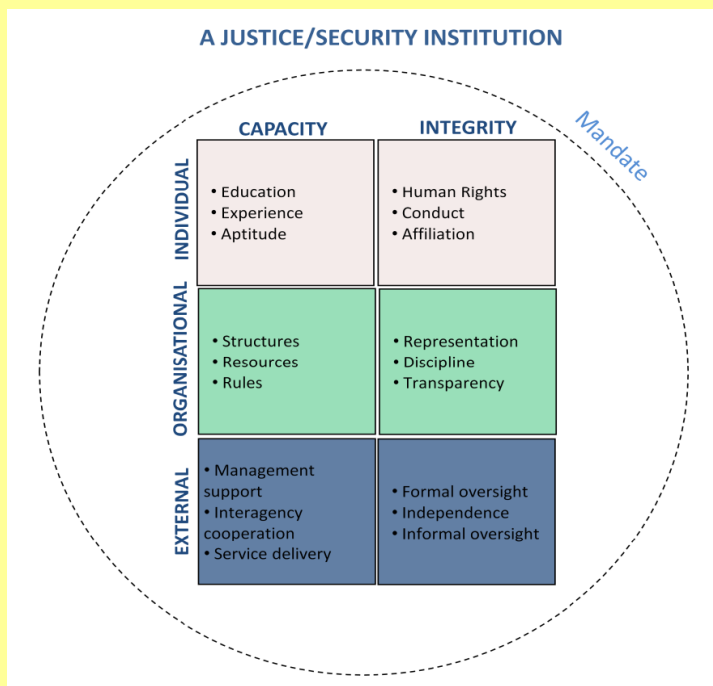 A JUSTICE/SECURITY INSTITUTION
Mandate
CAPACITY
INTEGRITY
INDIVIDUAL
• Education
• Experience
• Aptitude
• Human Rights
• Conduct
• Affiliation
ORGANISATIONAL
• Structures
• Resources
• Rules
• Representation
• Discipline
• Transparency
EXTERNAL
• Management
support
• Interagency
cooperation
• Service delivery
• Formal oversight
• Independence
• Informal oversight